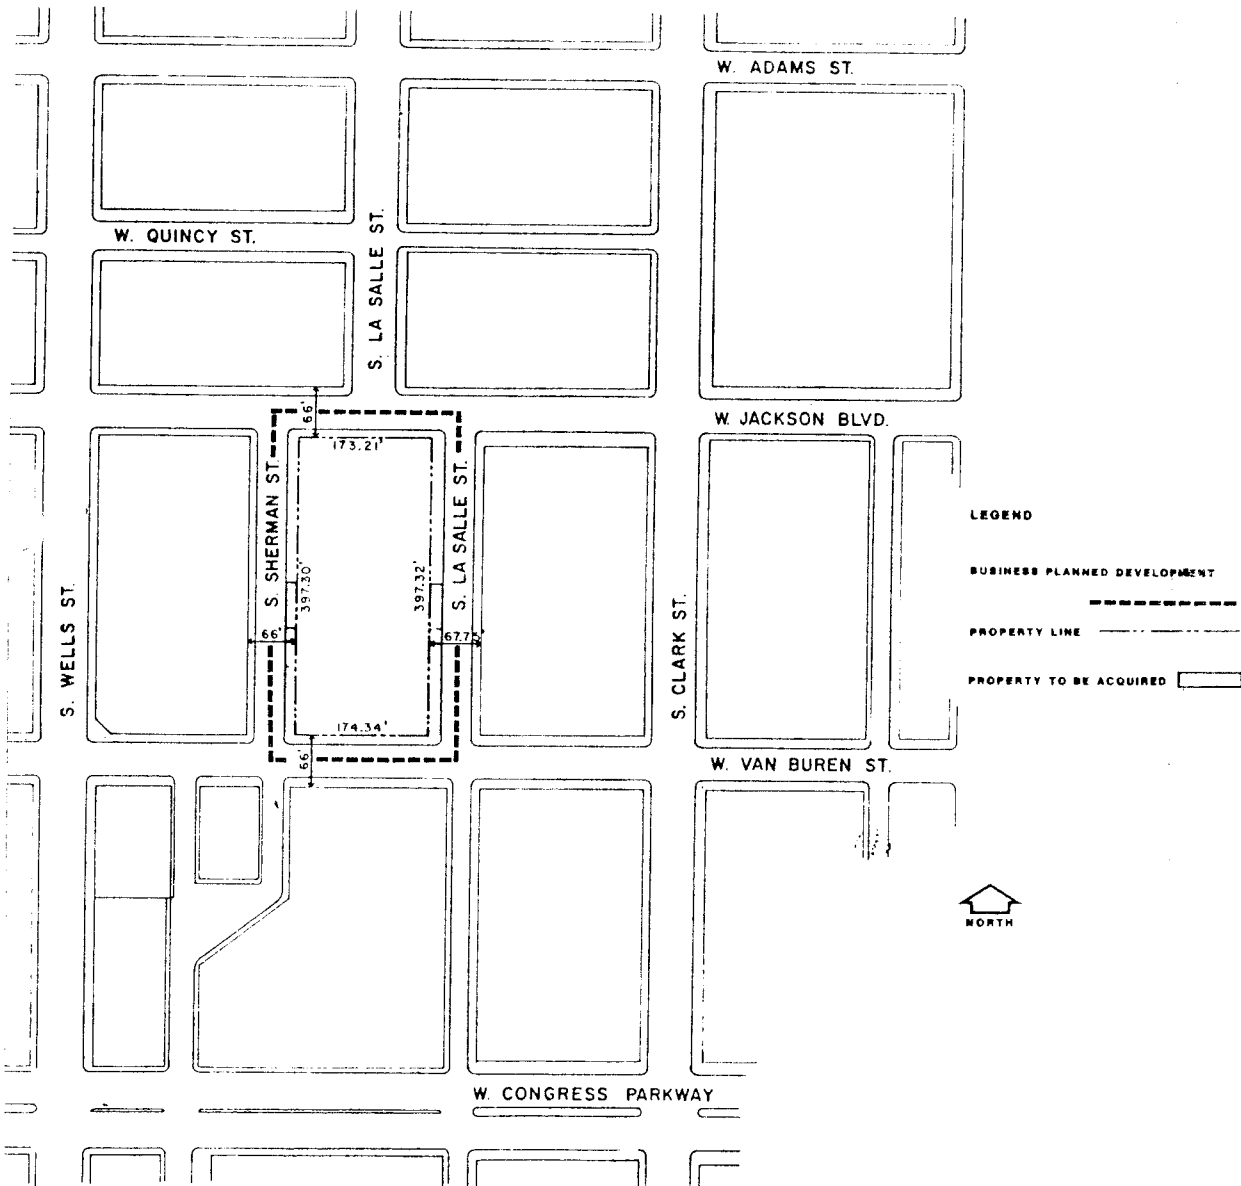 W. ADAMS ST.
W. QUINCY ST.
S. LA SALLE ST.
W. JACKSON BLVD.
66'
173.21'
S. SHERMAN ST.
S. LA SALLE ST.
397.30'
397.32'
66'
67.75'
174.34'
66'
S. WELLS ST.
S. CLARK ST.
W. VAN BUREN ST.
W. CONGRESS PARKWAY
LEGEND
BUSINESS PLANNED DEVELOPMENT
PROPERTY LINE
PROPERTY TO BE ACQUIRED
NORTH